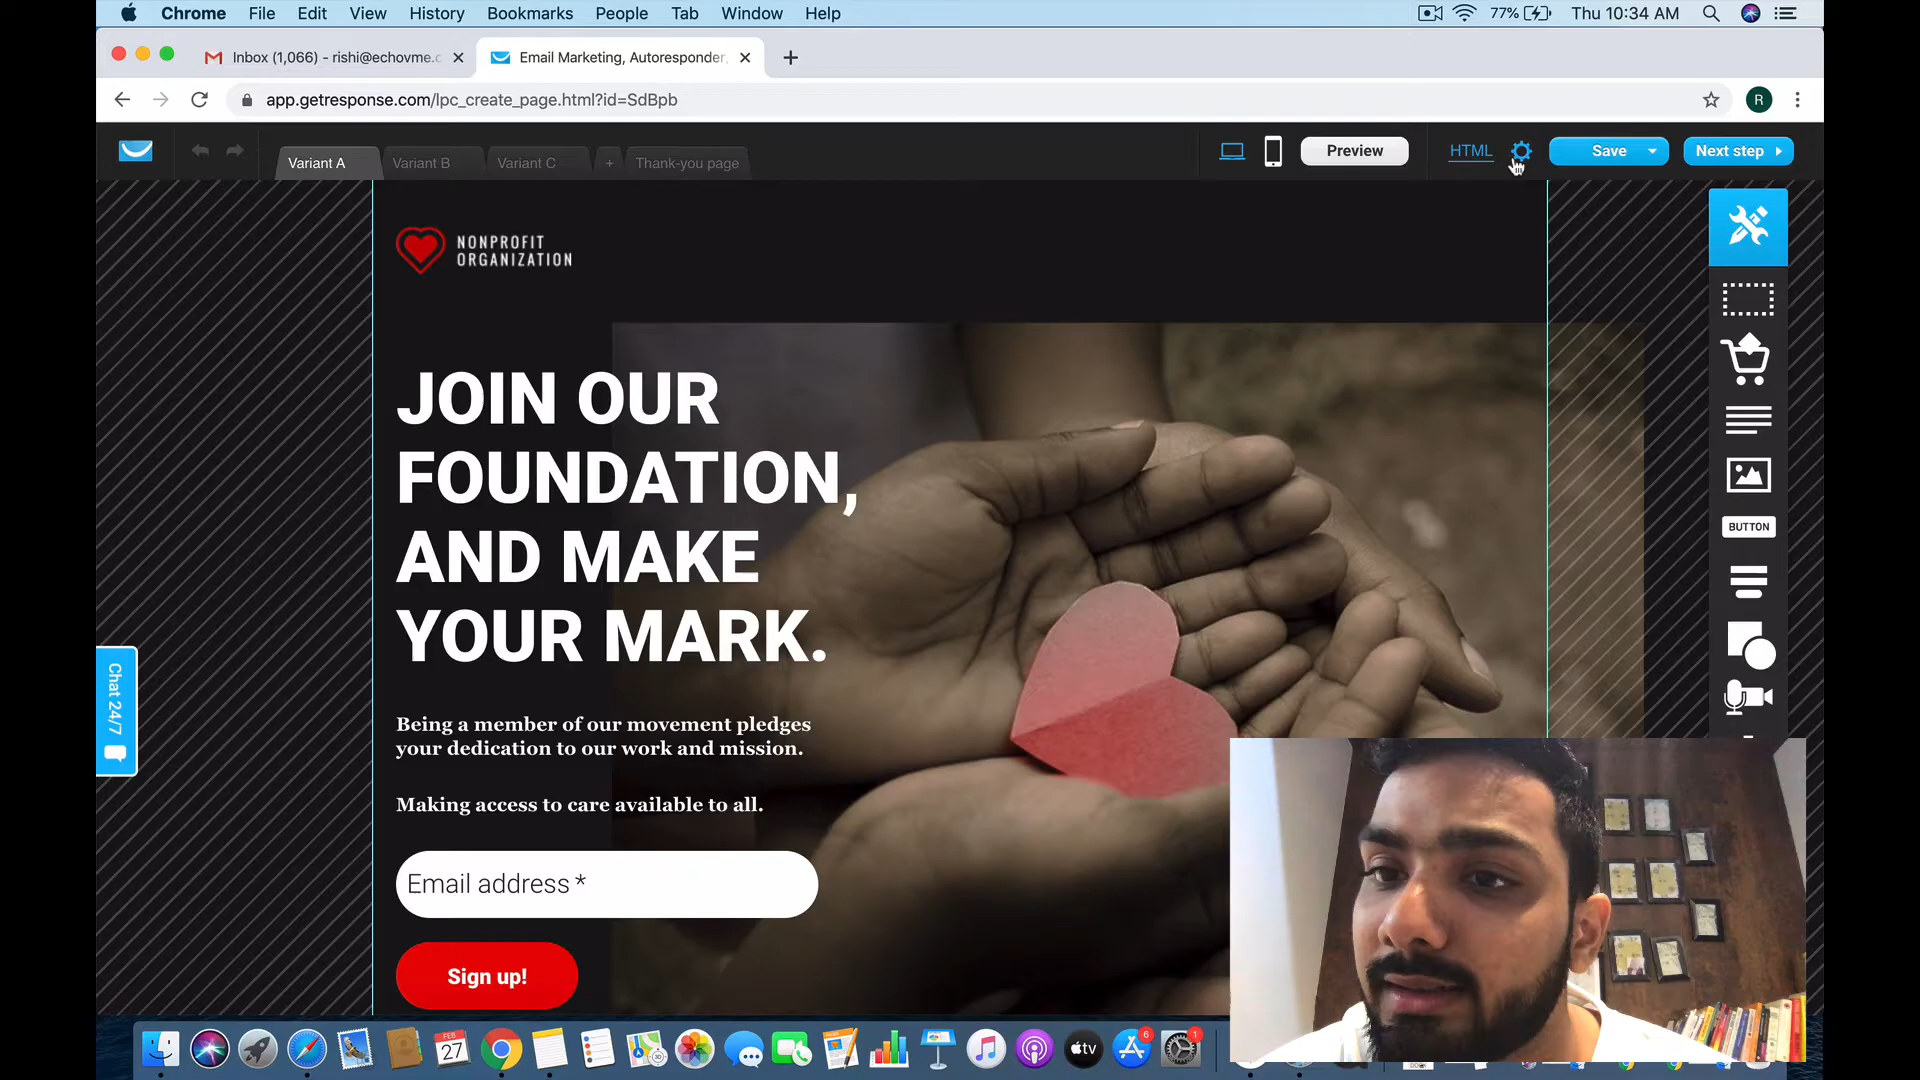 Chrome File Edit View History Bookmarks People Tab Window Help 77% Thu 10:34 AM
Inbox (1,066) - rishi@echovme.c Email Marketing, Autoresponder,
app.getresponse.com/lpc_create_page.html?id=SdBpb R
Variant A Variant B Variant C + Thank-you page Preview HTML Save Next step
NONPROFIT
ORGANIZATION
JOIN OUR
FOUNDATION,
AND MAKE
YOUR MARK.
BUTTON
Being a member of our movement pledges
your dedication to our work and mission.
Making access to care available to all.
Email address *
Sign up!
Chat 24/7
FEB
27
30
tv
6
1